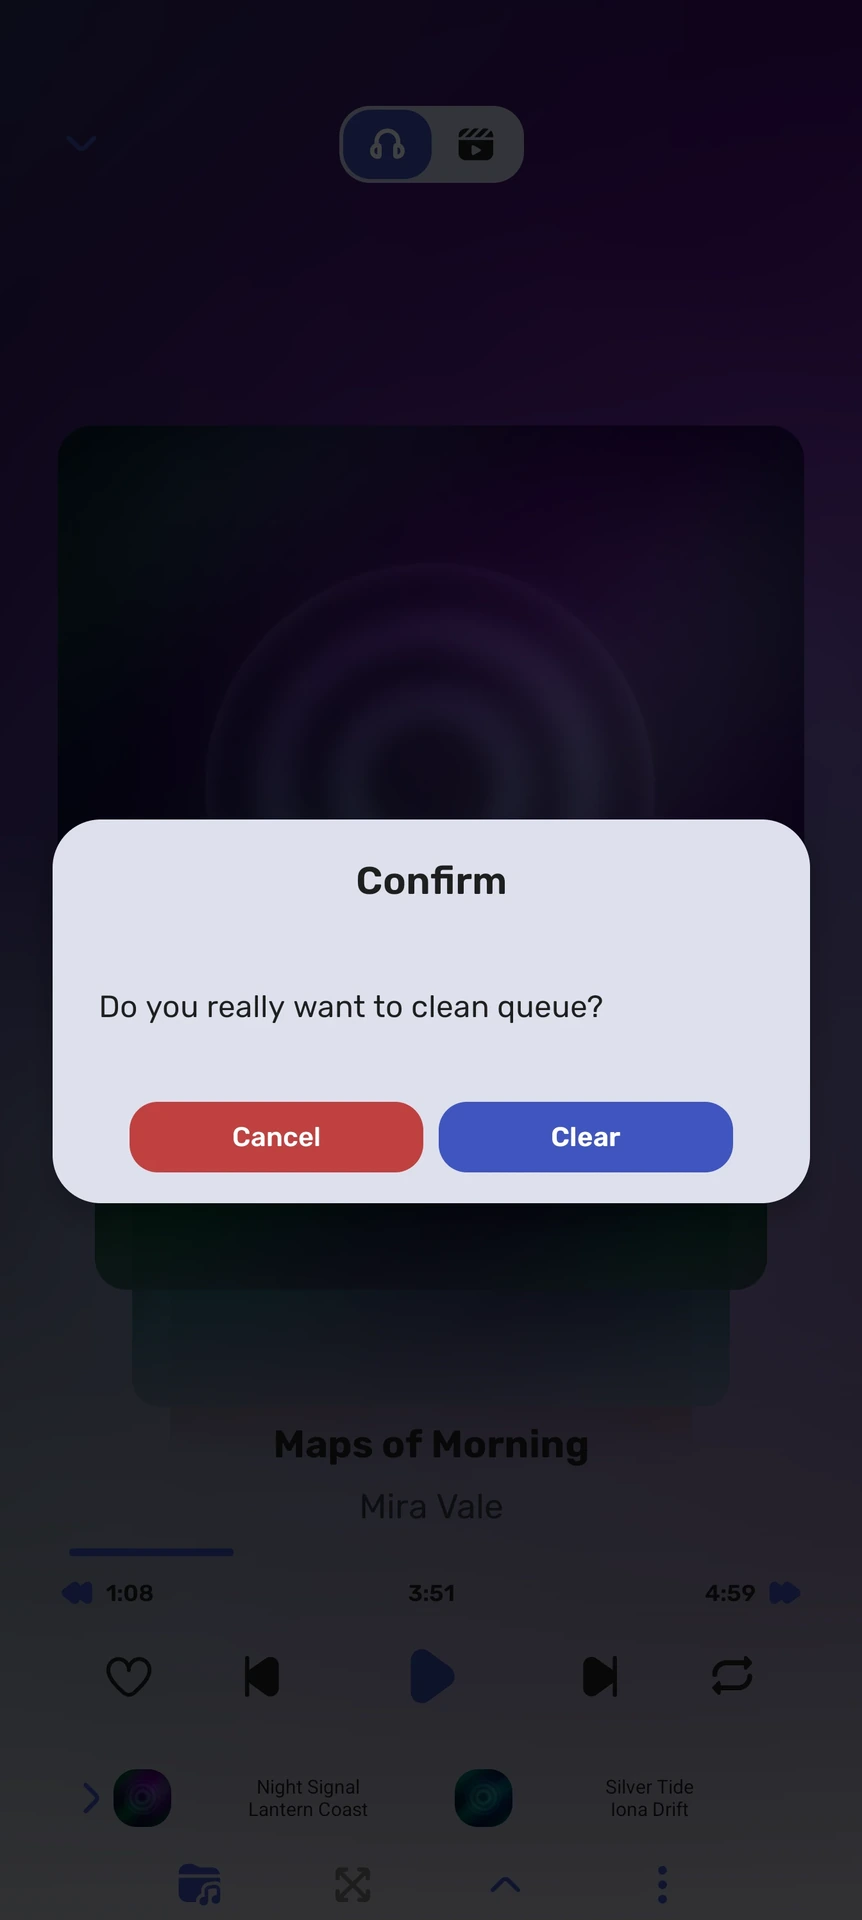 Confirm
Do you really want to clean queue?
Cancel
Clear
Maps of Morning
Mira Vale
1:08
3:51
4:59
Night Signal
Lantern Coast
Silver Tide
Iona Drift